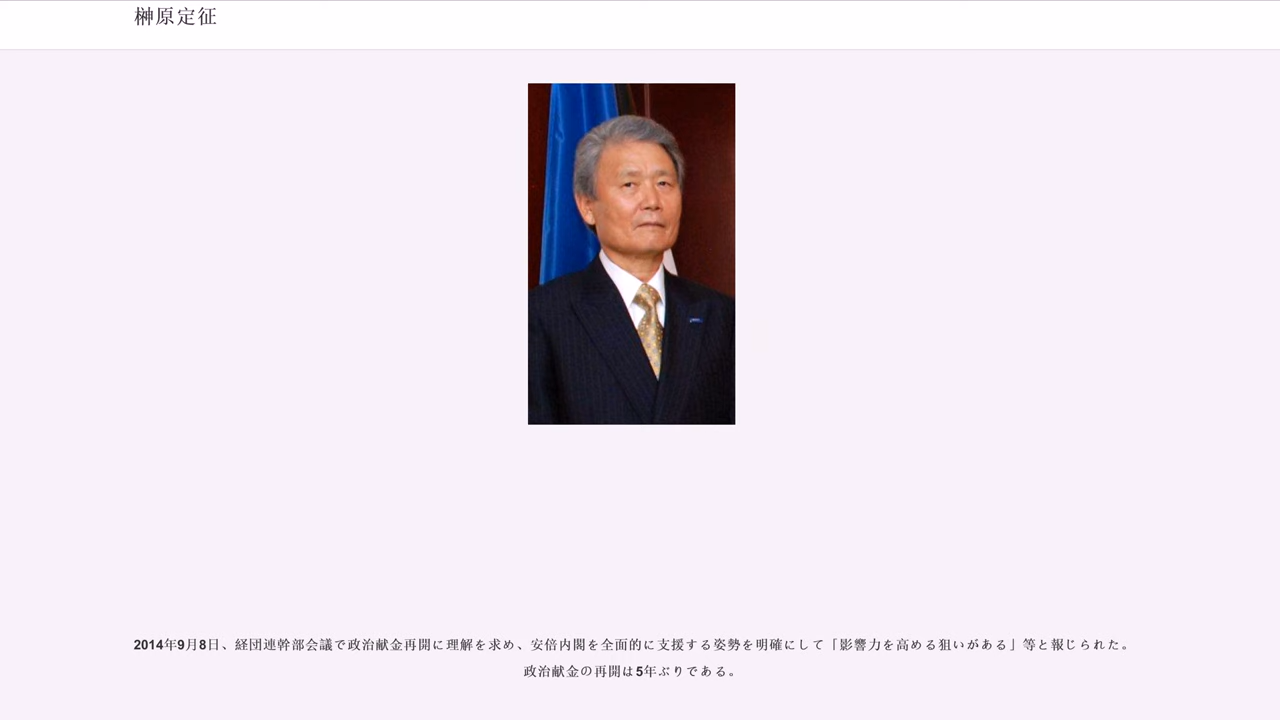 榊原定征
2014年9月8日、経団連幹部会議で政治献金再開に理解を求め、安倍内閣を全面的に支援する姿勢を明確にして「影響力を高める狙いがある」等と報じられた。
政治献金の再開は5年ぶりである。